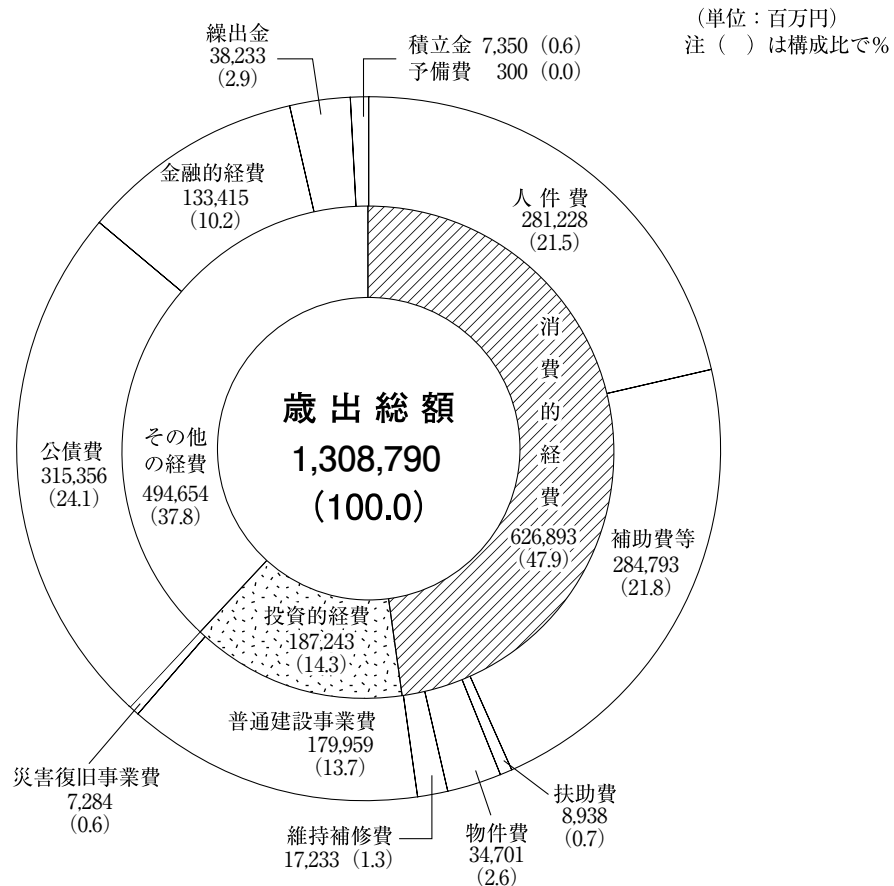 （単位：百万円）
注（　）は構成比で%
繰出金
38,233
（2.9）
積立金 7,350（0.6）
予備費 300（0.0）
金融的経費
133,415
（10.2）
人件費
281,228
（21.5）
消費的経費
626,893
（47.9）
歳出総額
1,308,790
（100.0）
公債費
315,356
（24.1）
その他
の経費
494,654
（37.8）
補助費等
284,793
（21.8）
投資的経費
187,243
（14.3）
普通建設事業費
179,959
（13.7）
災害復旧事業費
7,284
（0.6）
維持補修費
17,233（1.3）
物件費
34,701
（2.6）
扶助費
8,938
（0.7）